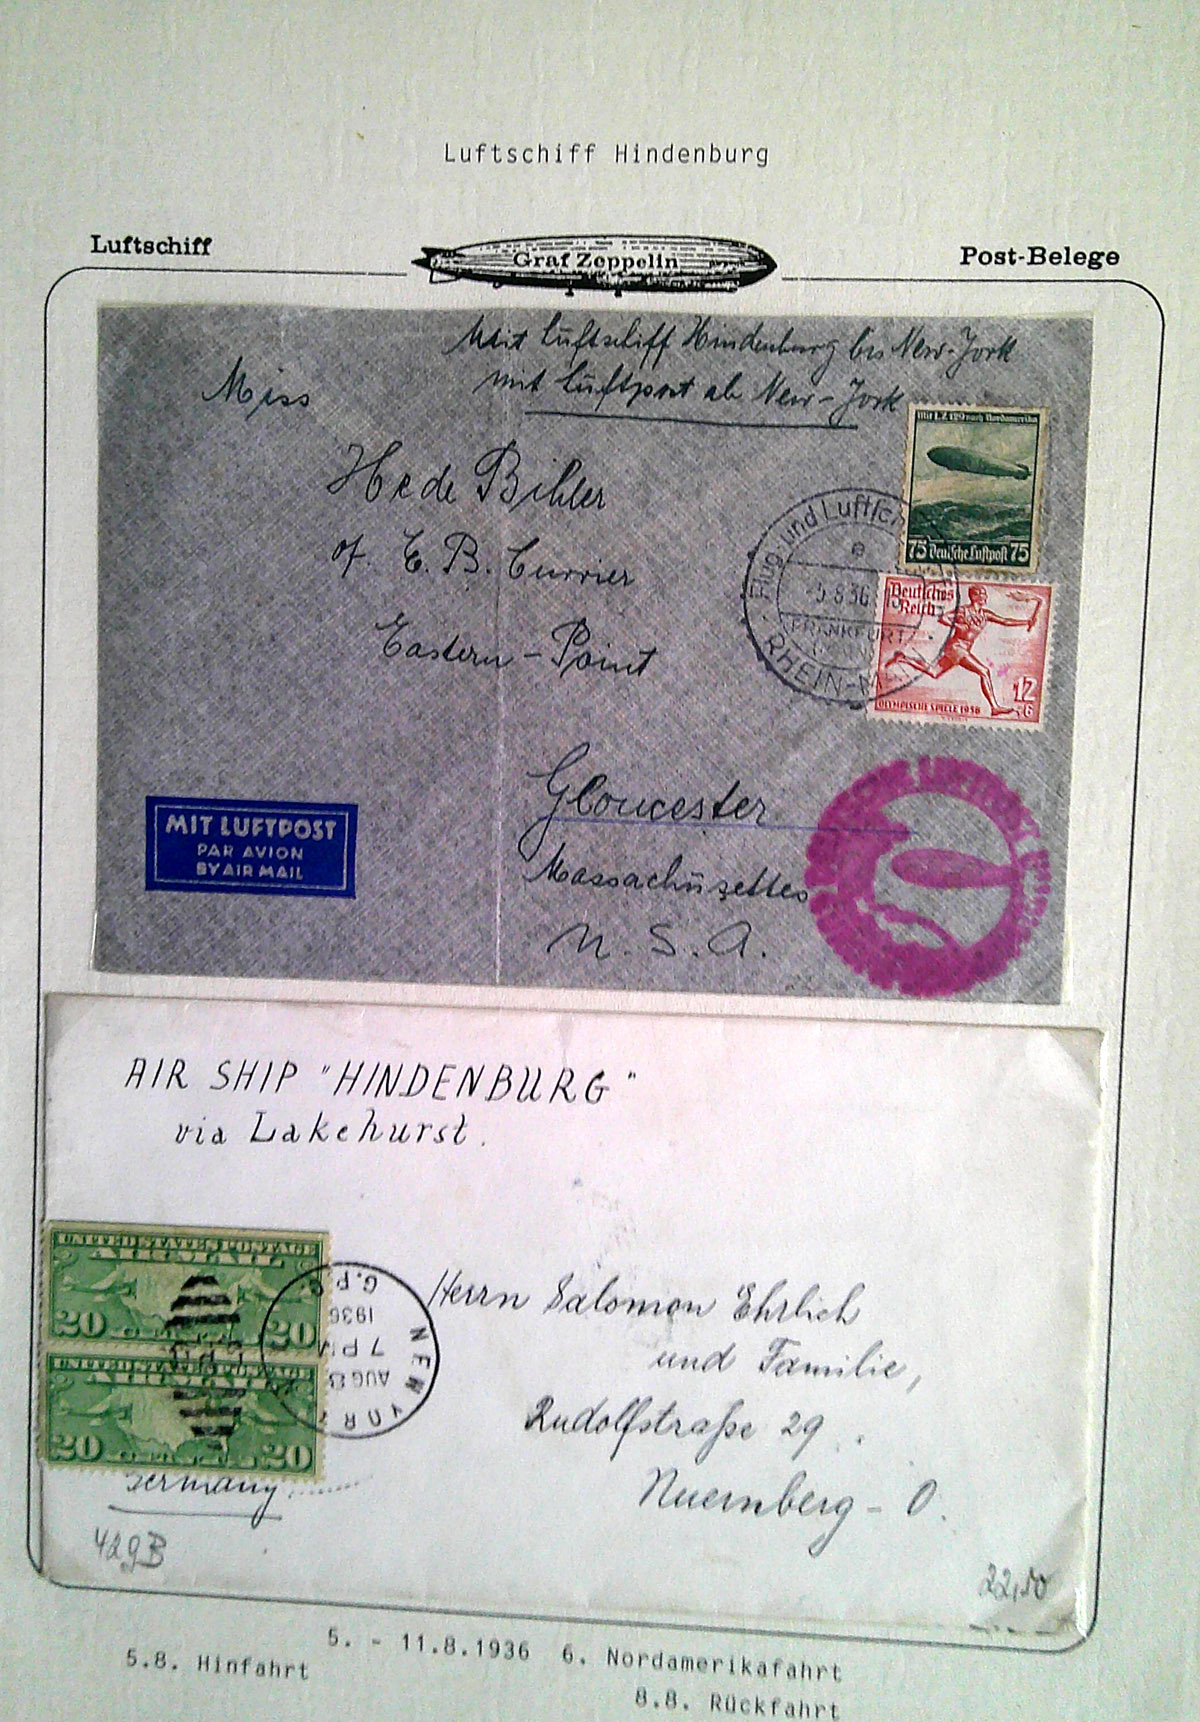 Luftschiff Hindenburg
Luftschiff
Graf Zeppelin
Post-Belege
Mit Luftschiff Hindenburg bis New-York
mit Luftpost ab New-York
Miss
Hede Bihler
of E. B. Currier
Eastern-Point
Gloucester
Massachüsettes
U. S. A.
Mit L.Z. 129 nach Nordamerika
75 Deutsche Luftpost 75
Flug und Luftsch
e
-5.8.36
FRANKFURT
RHEIN-MAIN
Deutsches
Reich
12
+6
OLYMPISCHE SPIELE 1936
MIT LUFTPOST
PAR AVION
BY AIR MAIL
DEUTSCHE LUFTPOST
AIR SHIP "HINDENBURG"
via Lakehurst.
UNITED STATES POSTAGE
AIR MAIL
20 20
UNITED STATES POSTAGE
AIR MAIL
20 20
NEW YORK
AUG 8
7 PM
1936
G.P.O.
Herrn Salomon Ehrlich
und Familie,
Rudolfstraße 29
Nuernberg - O.
Germany
429B
22,50
5. - 11.8.1936 6. Nordamerikafahrt
5.8. Hinfahrt
8.8. Rückfahrt